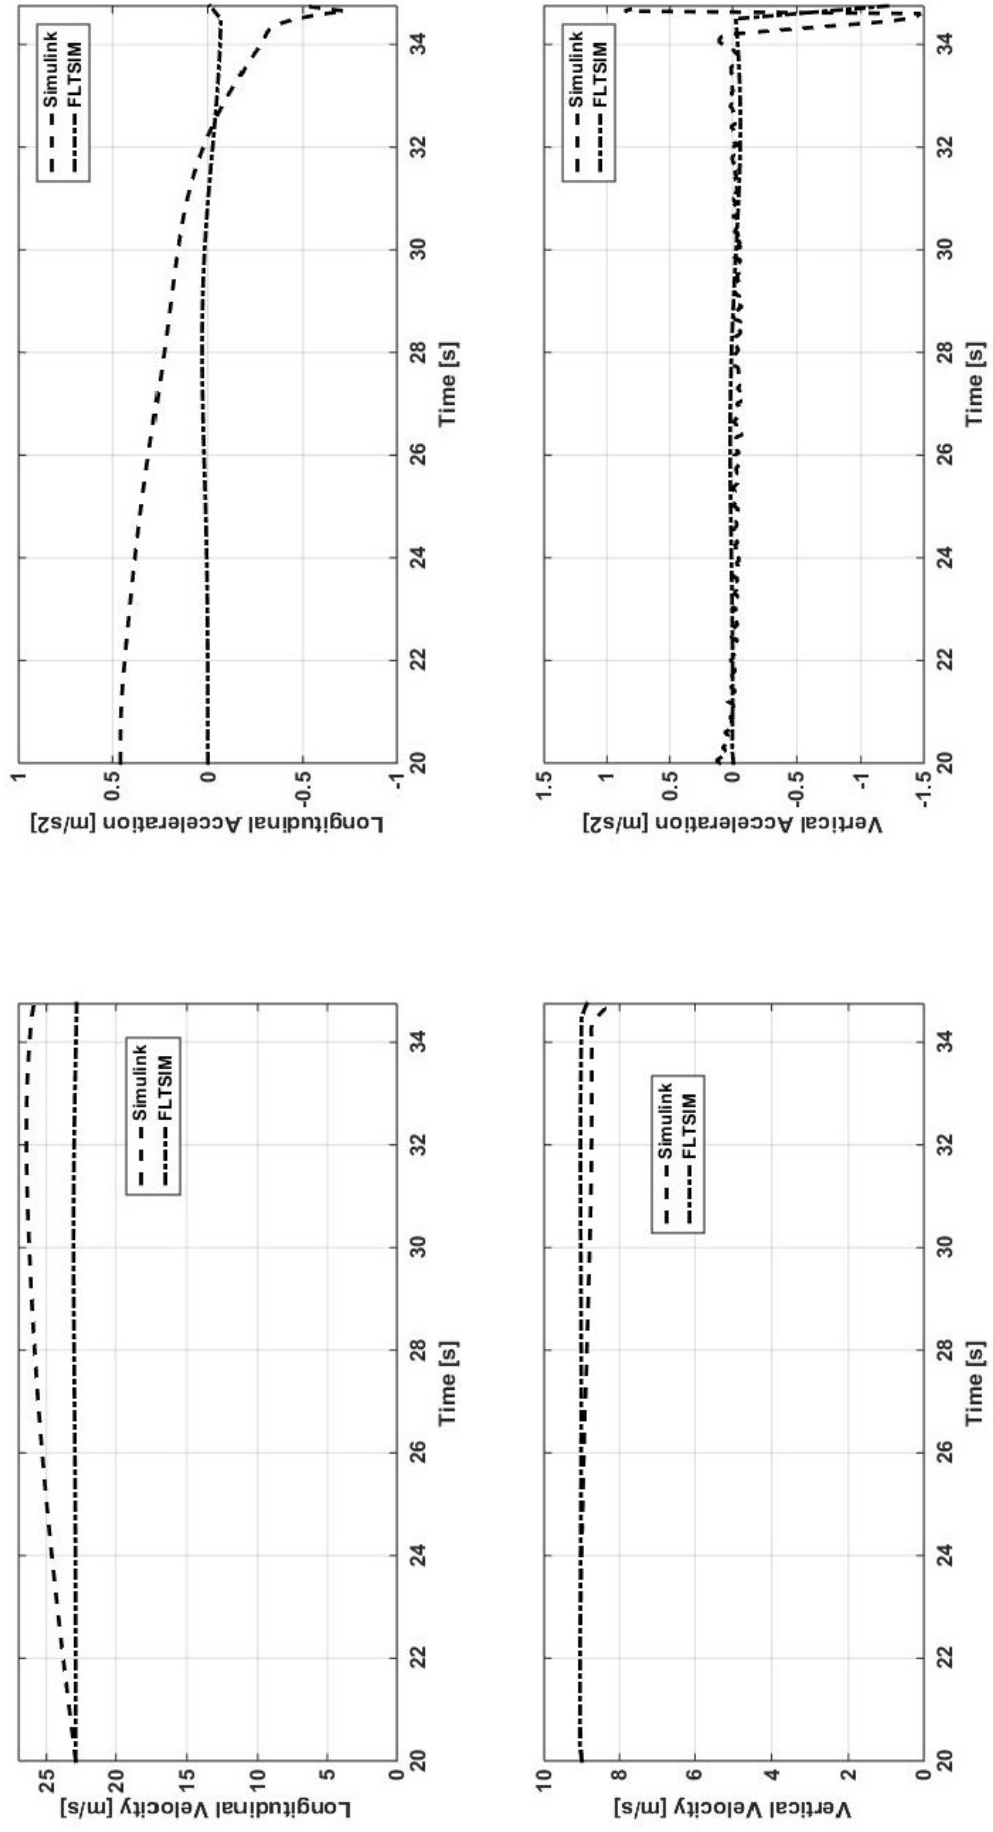 Longitudinal Velocity [m/s]
25
20
15
10
5
0
Simulink
FLTSIM
20 22 24 26 28 30 32 34
Time [s]
Longitudinal Acceleration [m/s2]
1
0.5
0
-0.5
-1
Simulink
FLTSIM
20 22 24 26 28 30 32 34
Time [s]
Vertical Velocity [m/s]
10
8
6
4
2
0
Simulink
FLTSIM
20 22 24 26 28 30 32 34
Time [s]
Vertical Acceleration [m/s2]
1.5
1
0.5
0
-0.5
-1
-1.5
Simulink
FLTSIM
20 22 24 26 28 30 32 34
Time [s]